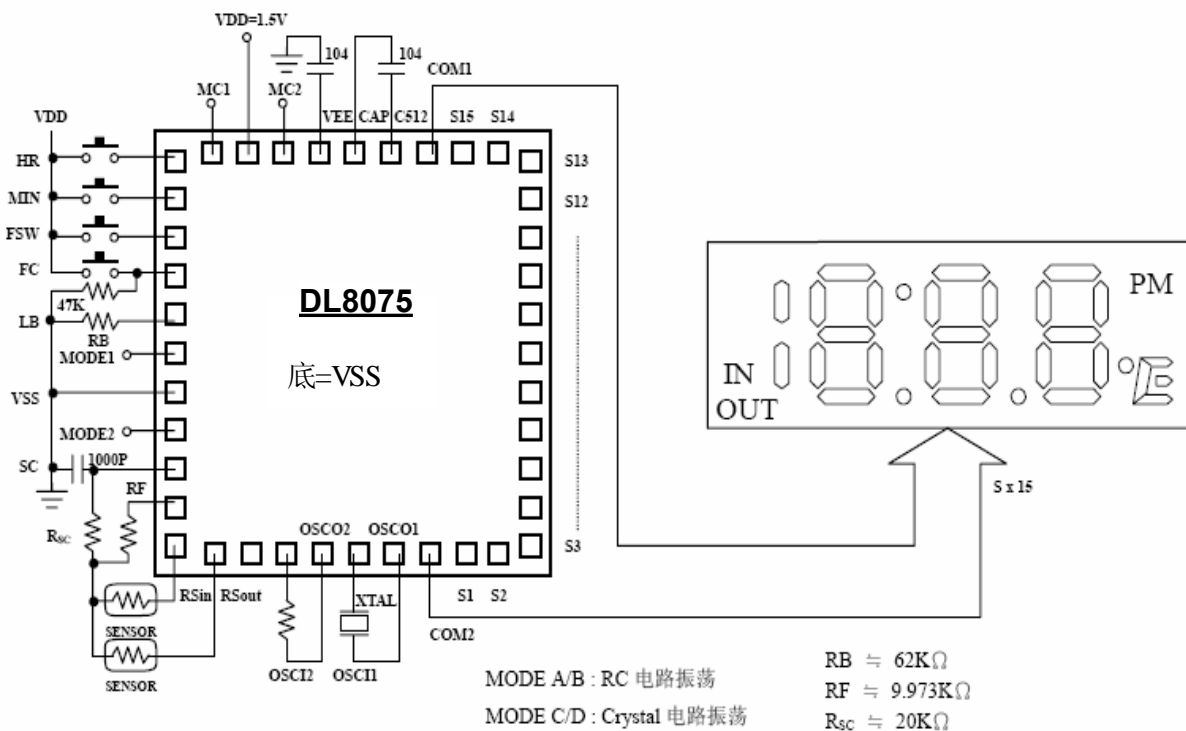 VDD=1.5V
104
104
COM1
MC1
MC2
VDD
VEE CAP C512
S15
S14
HR
S13
MIN
S12
FSW
FC
47K
LB
RB
DL8075
MODE1
底=VSS
VSS
MODE2
SC
1000P
RF
RSC
OSCO2
OSCO1
S3
RSin
RSout
XTAL
S1
S2
SENSOR
COM2
SENSOR
OSCI2
OSCI1
PM
IN
OUT
S x 15
MODE A/B : RC 电路振荡
MODE C/D : Crystal 电路振荡
RB ≒ 62KΩ
RF ≒ 9.973KΩ
RSC ≒ 20KΩ